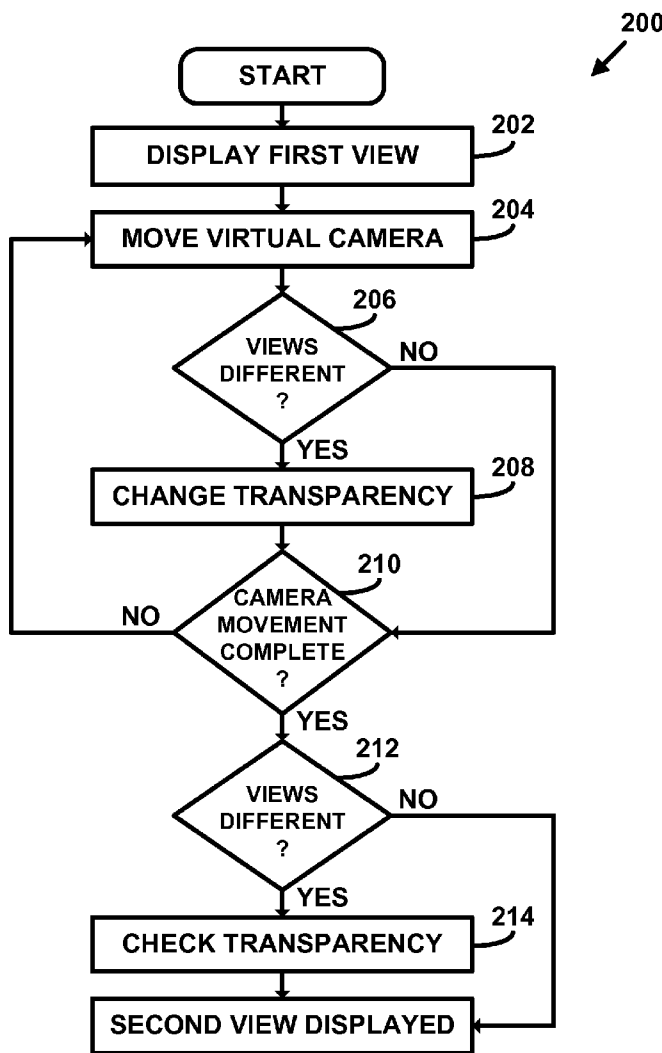 200
START
202
DISPLAY FIRST VIEW
204
MOVE VIRTUAL CAMERA
206
VIEWS
DIFFERENT
?
NO
YES
208
CHANGE TRANSPARENCY
210
CAMERA
MOVEMENT
COMPLETE
?
NO
YES
212
VIEWS
DIFFERENT
?
NO
YES
214
CHECK TRANSPARENCY
SECOND VIEW DISPLAYED